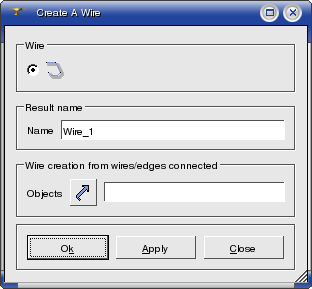 Create A Wire
Wire
Result name
Name Wire_1
Wire creation from wires/edges connected
Objects
Ok Apply Close